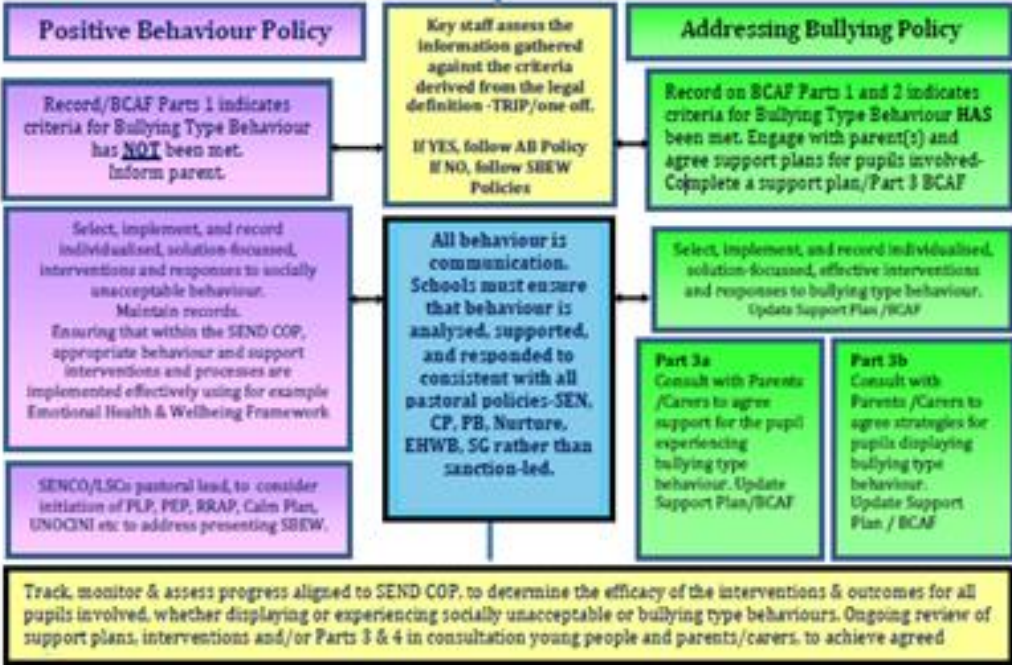 Positive Behaviour Policy
Record/BCAF Parts 1 indicates
criteria for Bullying Type Behaviour
has NOT been met.
Inform parent.
Select, implement, and record
individualised, solution-focussed,
interventions and responses to socially
unacceptable behaviour.
Maintain records.
Ensuring that within the SEND COP,
appropriate behaviour and support
interventions and processes are
implemented effectively using for example
Emotional Health & Wellbeing Framework
SENCO/LSCo pastoral lead, to consider
initiation of PLP, PEP, RRAP, Calm Plan,
UNOCINI etc to address presenting SBEW.
Key staff assess the
information gathered
against the criteria
derived from the legal
definition -TRIP/one off.
If YES, follow AB Policy
If NO, follow SBEW
Policies
All behaviour is
communication.
Schools must ensure
that behaviour is
analysed, supported,
and responded to
consistent with all
pastoral policies-SEN,
CP, PB, Nurture,
EHWB, SG rather than
sanction-led.
Addressing Bullying Policy
Record on BCAF Parts 1 and 2 indicates
criteria for Bullying Type Behaviour HAS
been met. Engage with parent(s) and
agree support plans for pupils involved-
Complete a support plan/Part 3 BCAF
Select, implement, and record individualised,
solution-focussed, effective interventions
and responses to bullying type behaviour.
Update Support Plan /BCAF
Part 3a
Consult with Parents
/Carers to agree
support for the pupil
experiencing
bullying type
behaviour. Update
Support Plan/BCAF
Part 3b
Consult with
Parents /Carers to
agree strategies for
pupils displaying
bullying type
behaviour.
Update Support
Plan / BCAF
Track, monitor & assess progress aligned to SEND COP, to determine the efficacy of the interventions & outcomes for all
pupils involved, whether displaying or experiencing socially unacceptable or bullying type behaviours. Ongoing review of
support plans, interventions and/or Parts 3 & 4 in consultation young people and parents/carers, to achieve agreed